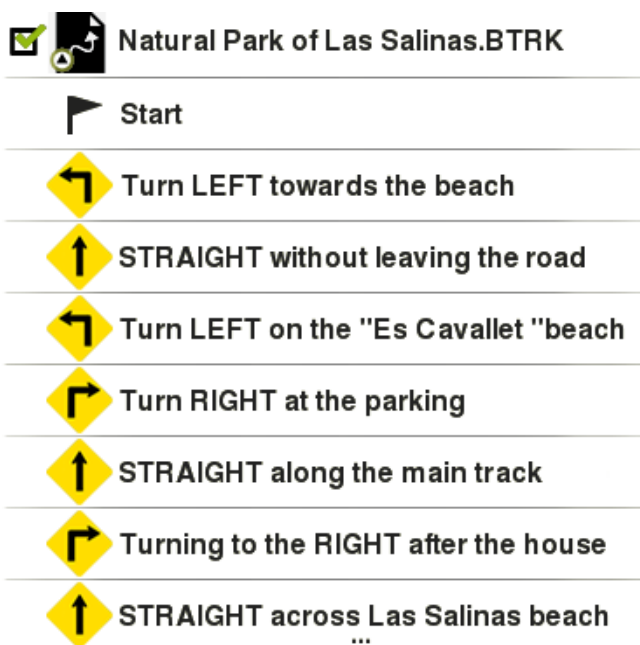 Natural Park of Las Salinas.BTRK
Start
Turn LEFT towards the beach
STRAIGHT without leaving the road
Turn LEFT on the "Es Cavallet "beach
Turn RIGHT at the parking
STRAIGHT along the main track
Turning to the RIGHT after the house
STRAIGHT across Las Salinas beach
...